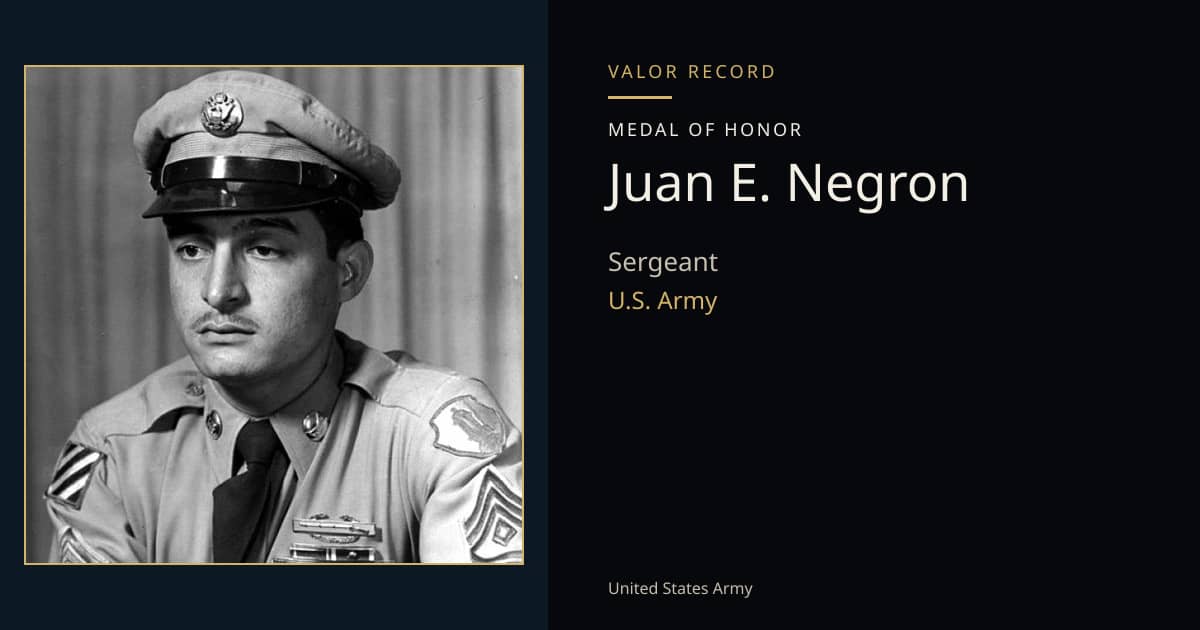 VALOR RECORD
MEDAL OF HONOR
Juan E. Negron
Sergeant
U.S. Army
United States Army